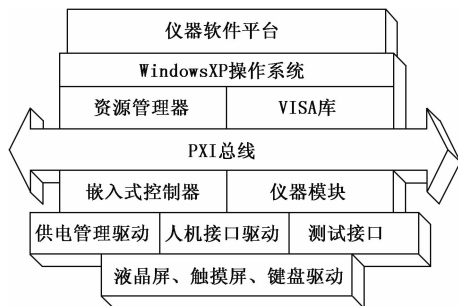 仪器软件平台
WindowsXP操作系统
资源管理器
VISA库
PXI总线
嵌入式控制器
仪器模块
供电管理驱动
人机接口驱动
测试接口
液晶屏、触摸屏、键盘驱动